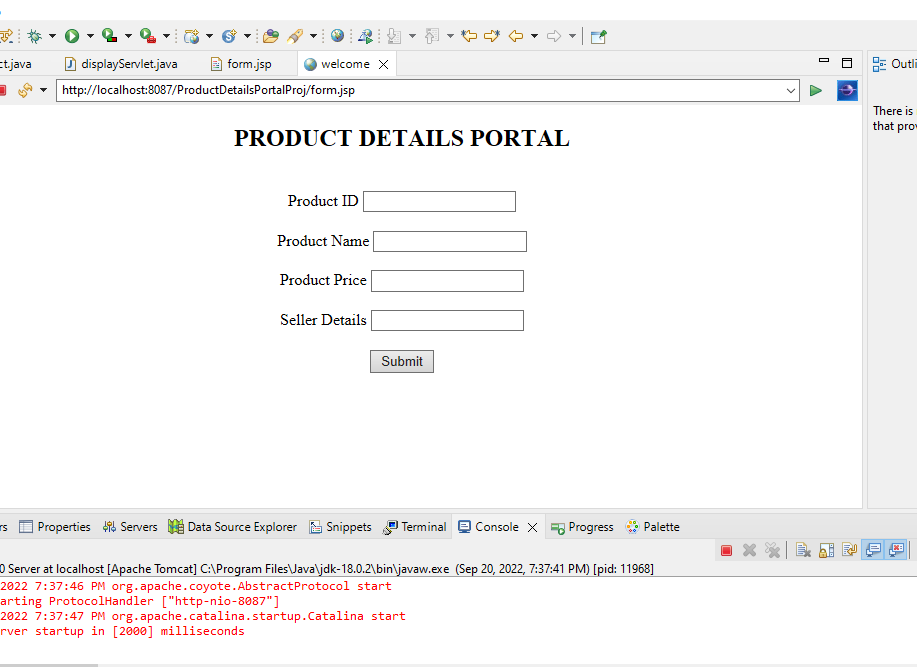 ct.java displayServlet.java form.jsp welcome Outli
http://localhost:8087/ProductDetailsPortalProj/form.jsp
There is
that prov
PRODUCT DETAILS PORTAL
Product ID
Product Name
Product Price
Seller Details
Submit
rs Properties Servers Data Source Explorer Snippets Terminal Console Progress Palette
0 Server at localhost [Apache Tomcat] C:\Program Files\Java\jdk-18.0.2\bin\javaw.exe (Sep 20, 2022, 7:37:41 PM) [pid: 11968]
2022 7:37:46 PM org.apache.coyote.AbstractProtocol start
arting ProtocolHandler ["http-nio-8087"]
2022 7:37:47 PM org.apache.catalina.startup.Catalina start
rver startup in [2000] milliseconds